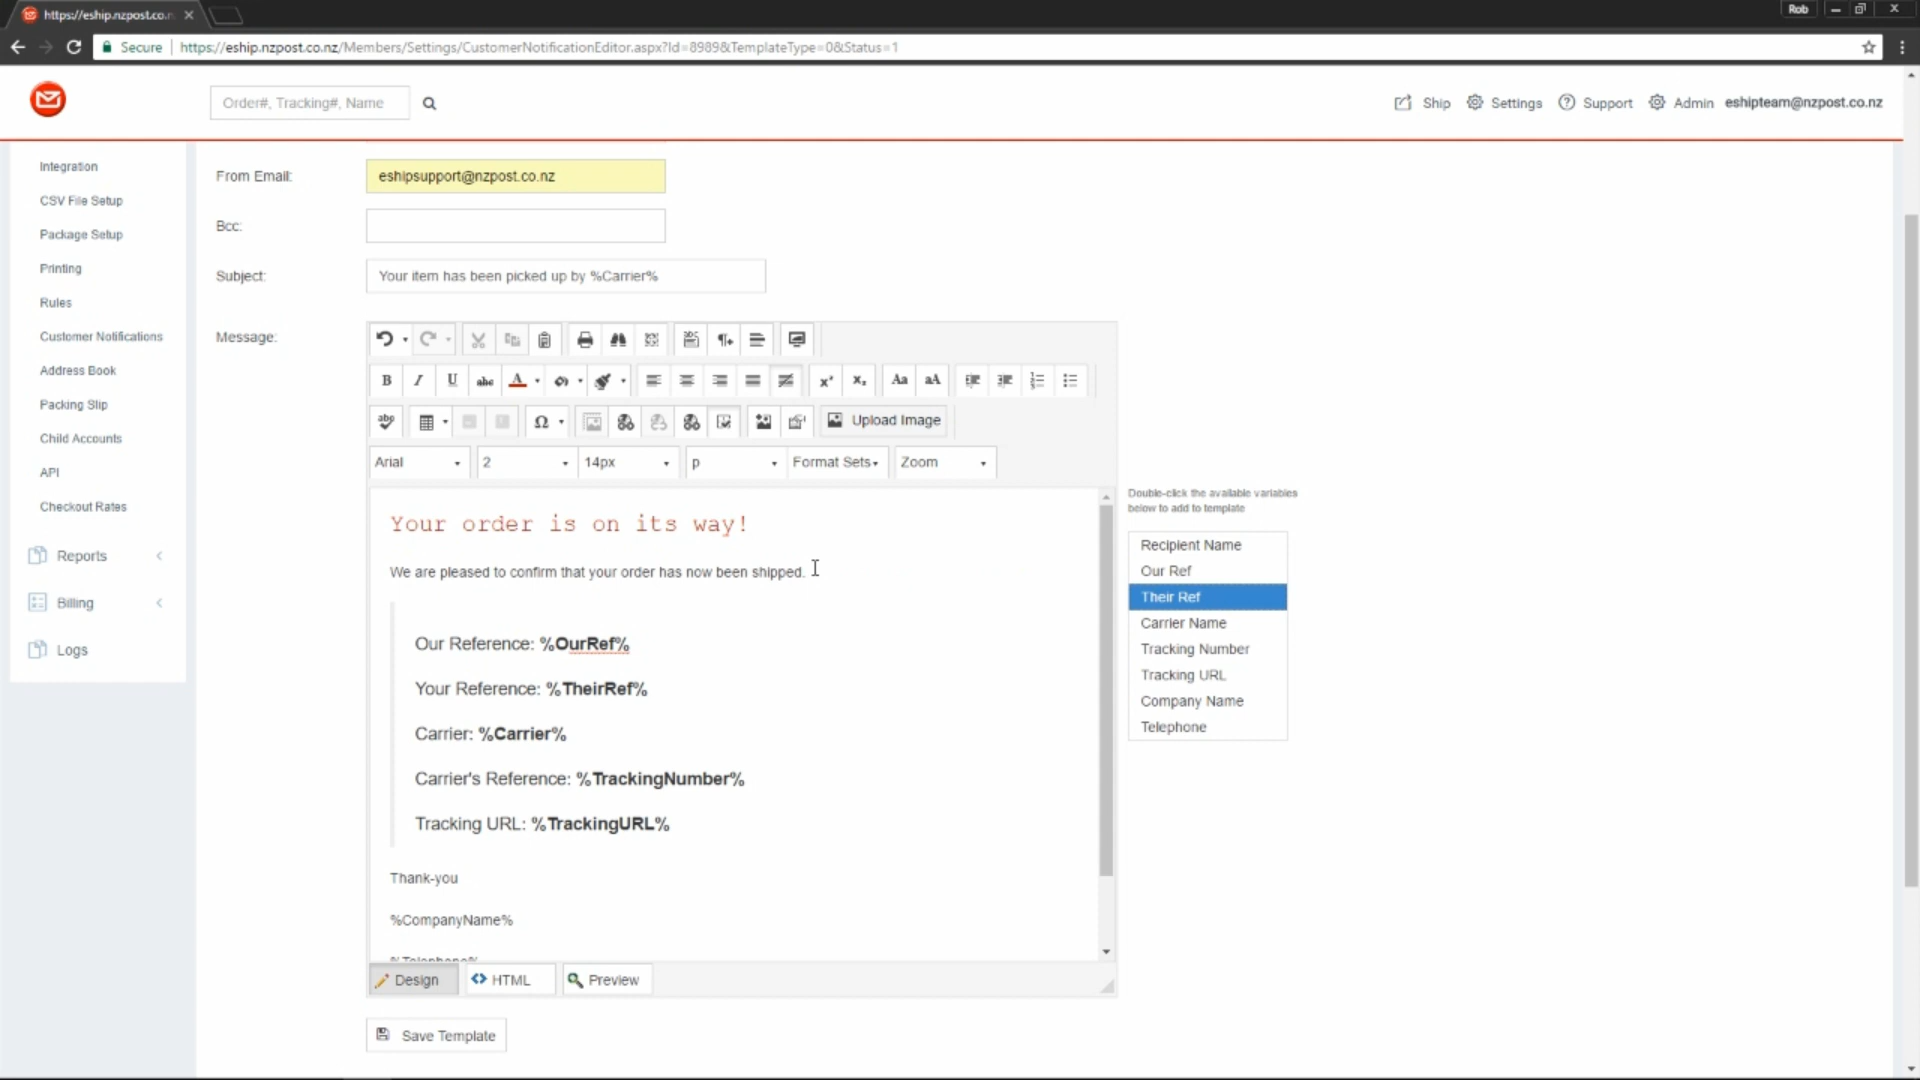 https://eship.nzpost.co.n
Rob
Secure
https://eship.nzpost.co.nz/Members/Settings/CustomerNotificationEditor.aspx?Id=8989&TemplateType=0&Status=1
Order#, Tracking#, Name
Ship
Settings
Support
Admin
eshipteam@nzpost.co.nz
Integration
CSV File Setup
Package Setup
Printing
Rules
Customer Notifications
Address Book
Packing Slip
Child Accounts
API
Checkout Rates
Reports
Billing
Logs
From Email:
eshipsupport@nzpost.co.nz
Bcc:
Subject:
Your item has been picked up by %Carrier%
Message:
B I U abc A
Aa aA
abc
Ω
Upload Image
Arial
2
14px
p
Format Sets
Zoom
Your order is on its way!
We are pleased to confirm that your order has now been shipped.
Our Reference: %OurRef%
Your Reference: %TheirRef%
Carrier: %Carrier%
Carrier's Reference: %TrackingNumber%
Tracking URL: %TrackingURL%
Thank-you
%CompanyName%
%Telephone%
Design
HTML
Preview
Save Template
Double-click the available variables
below to add to template
Recipient Name
Our Ref
Their Ref
Carrier Name
Tracking Number
Tracking URL
Company Name
Telephone